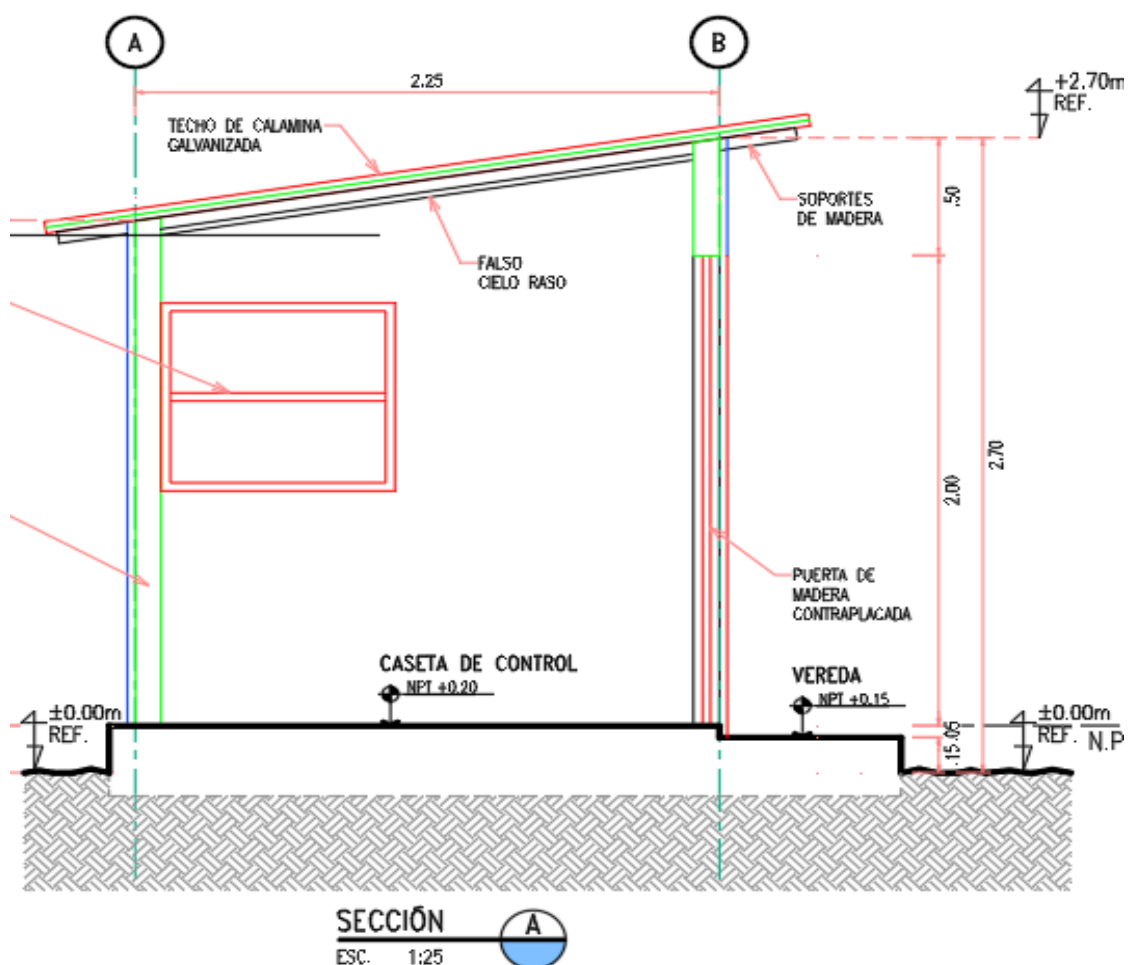 A
B
2.25
+2.70m
REF.
TECHO DE CALAMINA
GALVANIZADA
SOPORTES
DE MADERA
.50
FALSO
CIELO RASO
2.00
2.70
PUERTA DE
MADERA
CONTRAPLACADA
CASETA DE CONTROL
NPT +0.20
VEREDA
NPT +0.15
±0.00m
REF.
±0.00m
REF.
N.P
.05
.15
SECCIÓN
A
ESC. 1:25